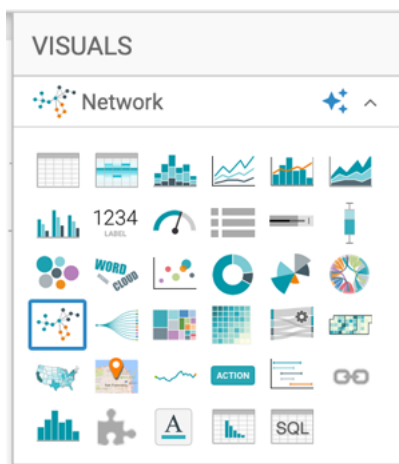 VISUALS
Network
1234
LABEL
WORD
CLOUD
ACTION
A
SQL